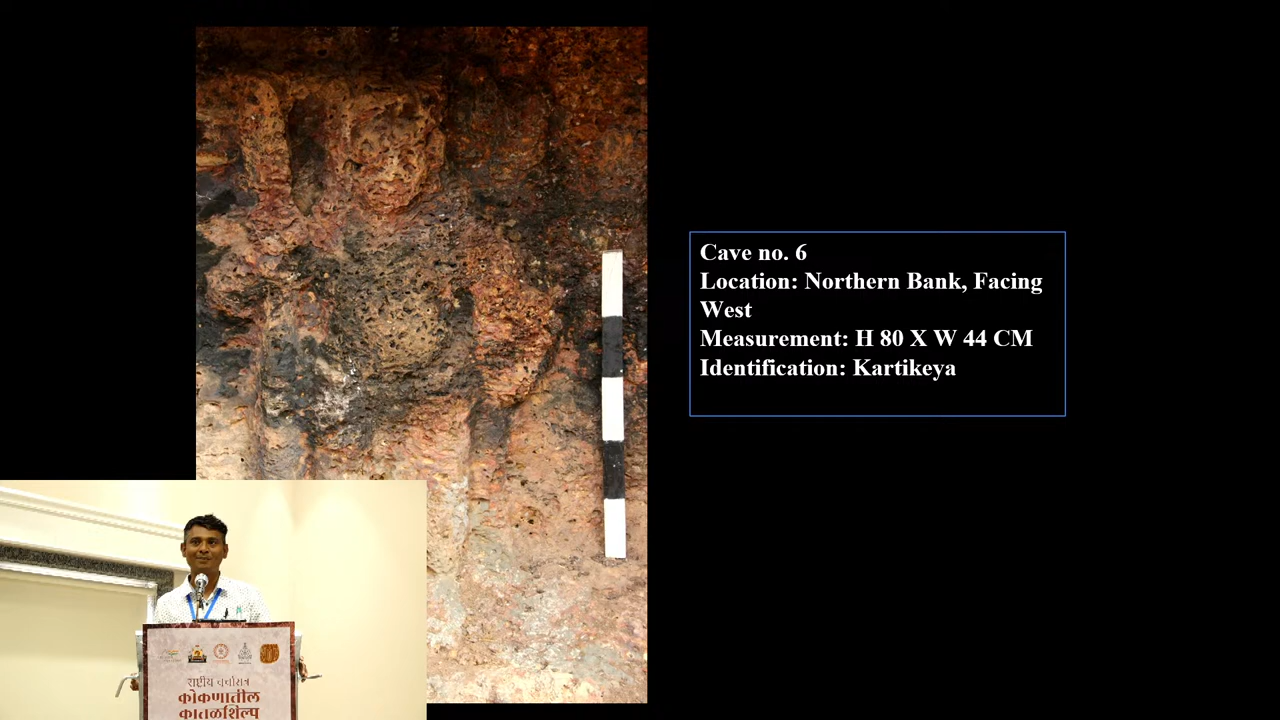 Cave no. 6
Location: Northern Bank, Facing
West
Measurement: H 80 X W 44 CM
Identification: Kartikeya
राष्ट्रीय चर्चासत्र
कोकणातील
कातळशिल्प